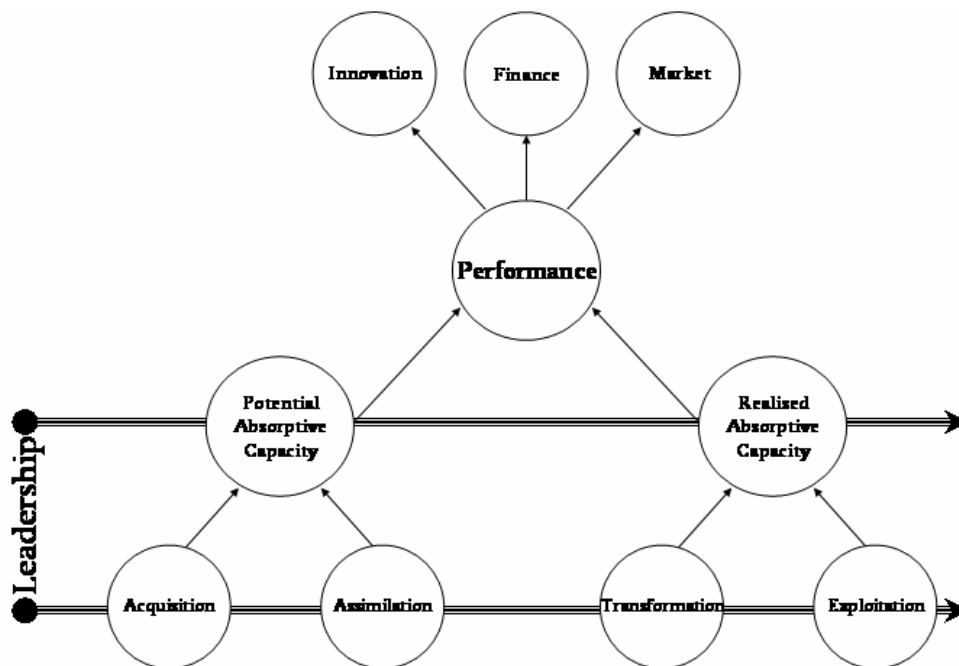 Innovation
Finance
Market
Performance
Potential
Absorptive
Capacity
Realised
Absorptive
Capacity
Leadership
Acquisition
Assimilation
Transformation
Exploitation